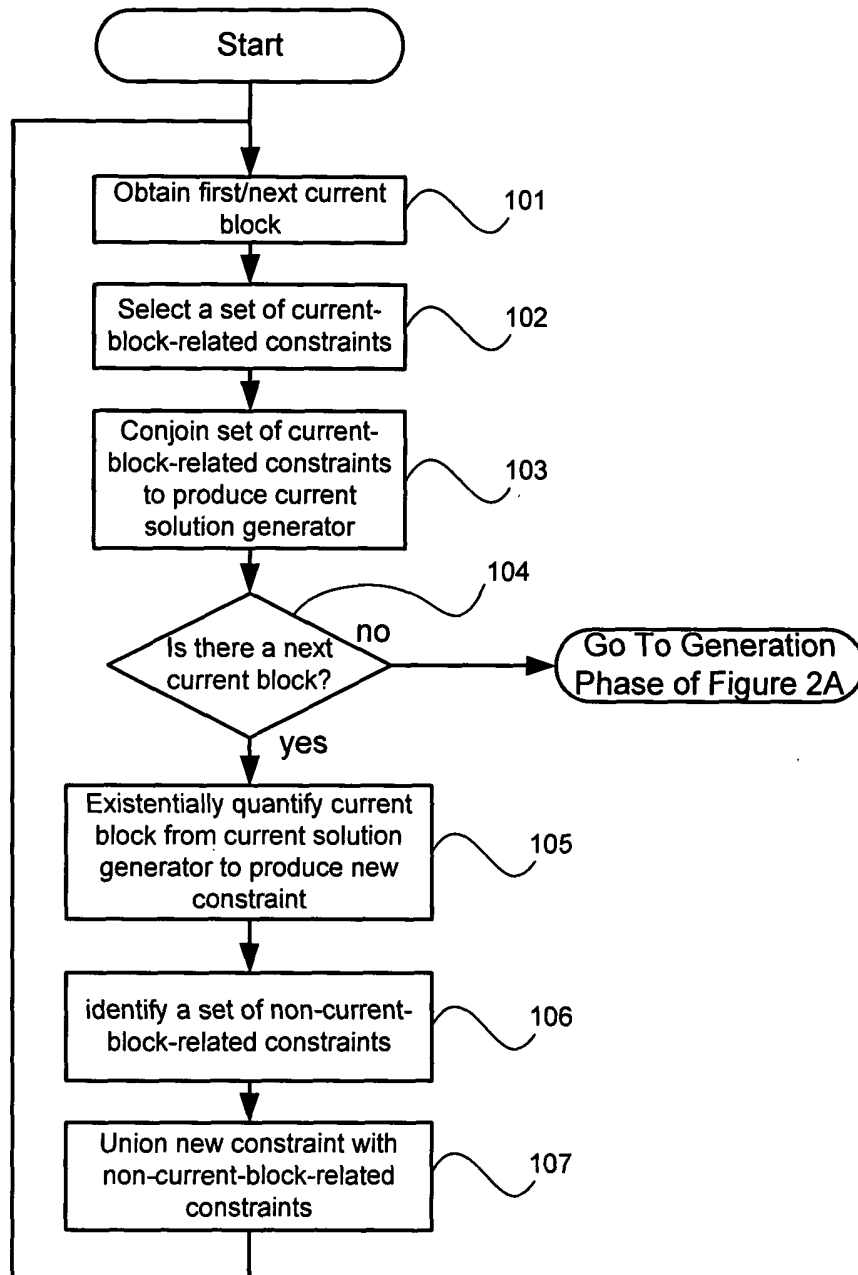 Start
Obtain first/next current
block
101
Select a set of current-
block-related constraints
102
Conjoin set of current-
block-related constraints
to produce current
solution generator
103
104
Is there a next
current block?
no
Go To Generation
Phase of Figure 2A
yes
Existentially quantify current
block from current solution
generator to produce new
constraint
105
identify a set of non-current-
block-related constraints
106
Union new constraint with
non-current-block-related
constraints
107